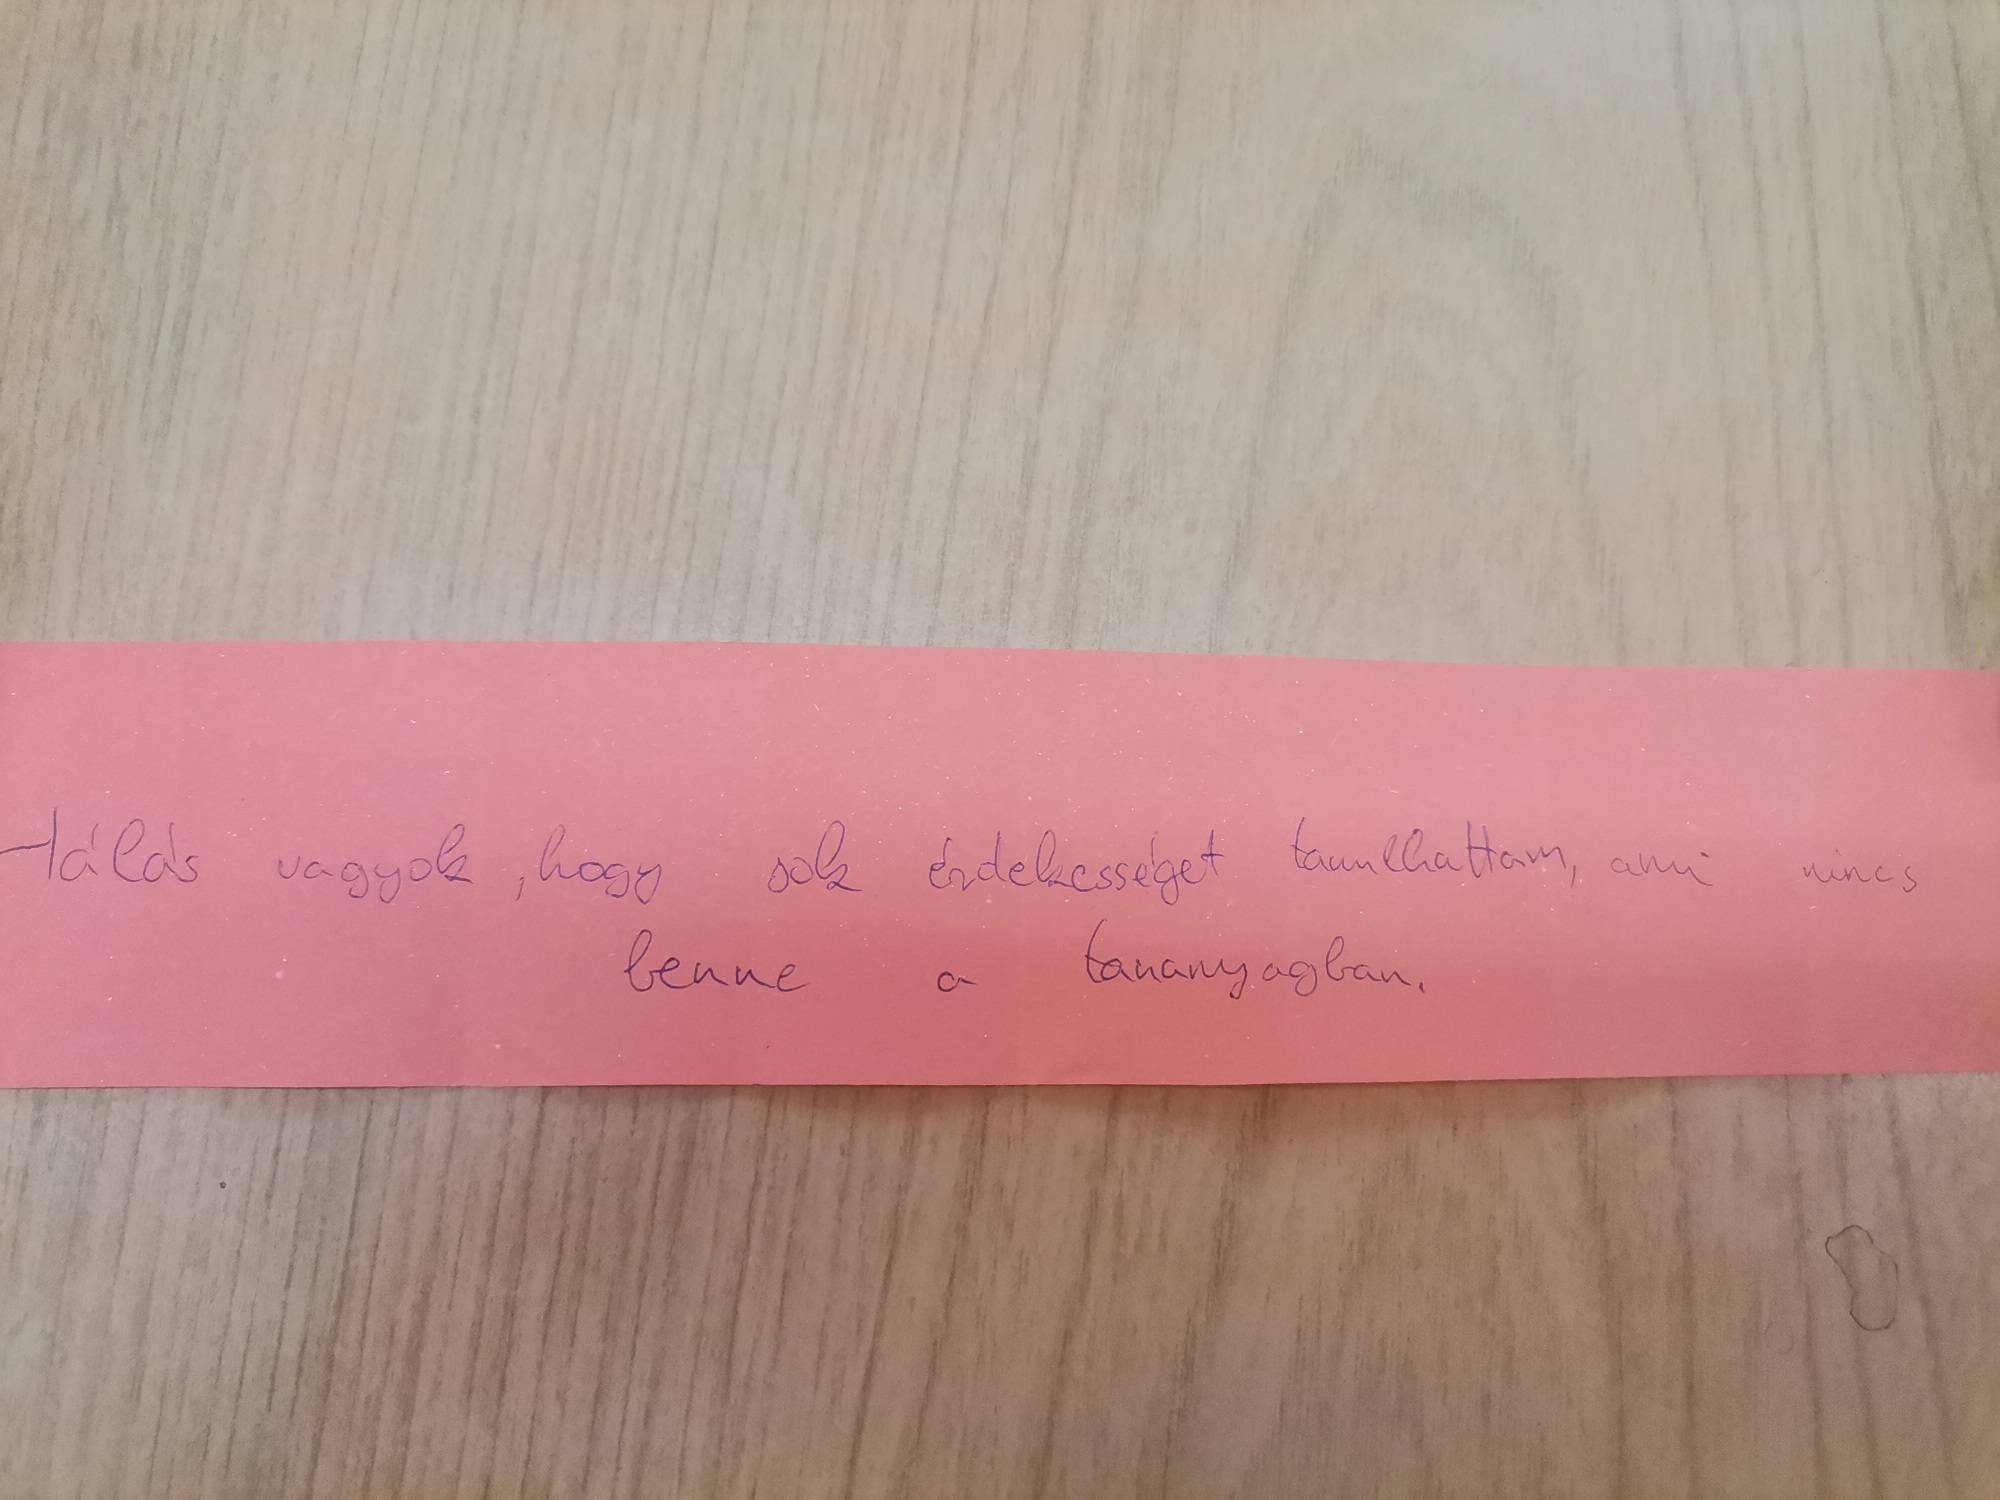 Hálás vagyok, hogy sok érdekességet tanulhattam, ami nincs
benne a tananyagban.